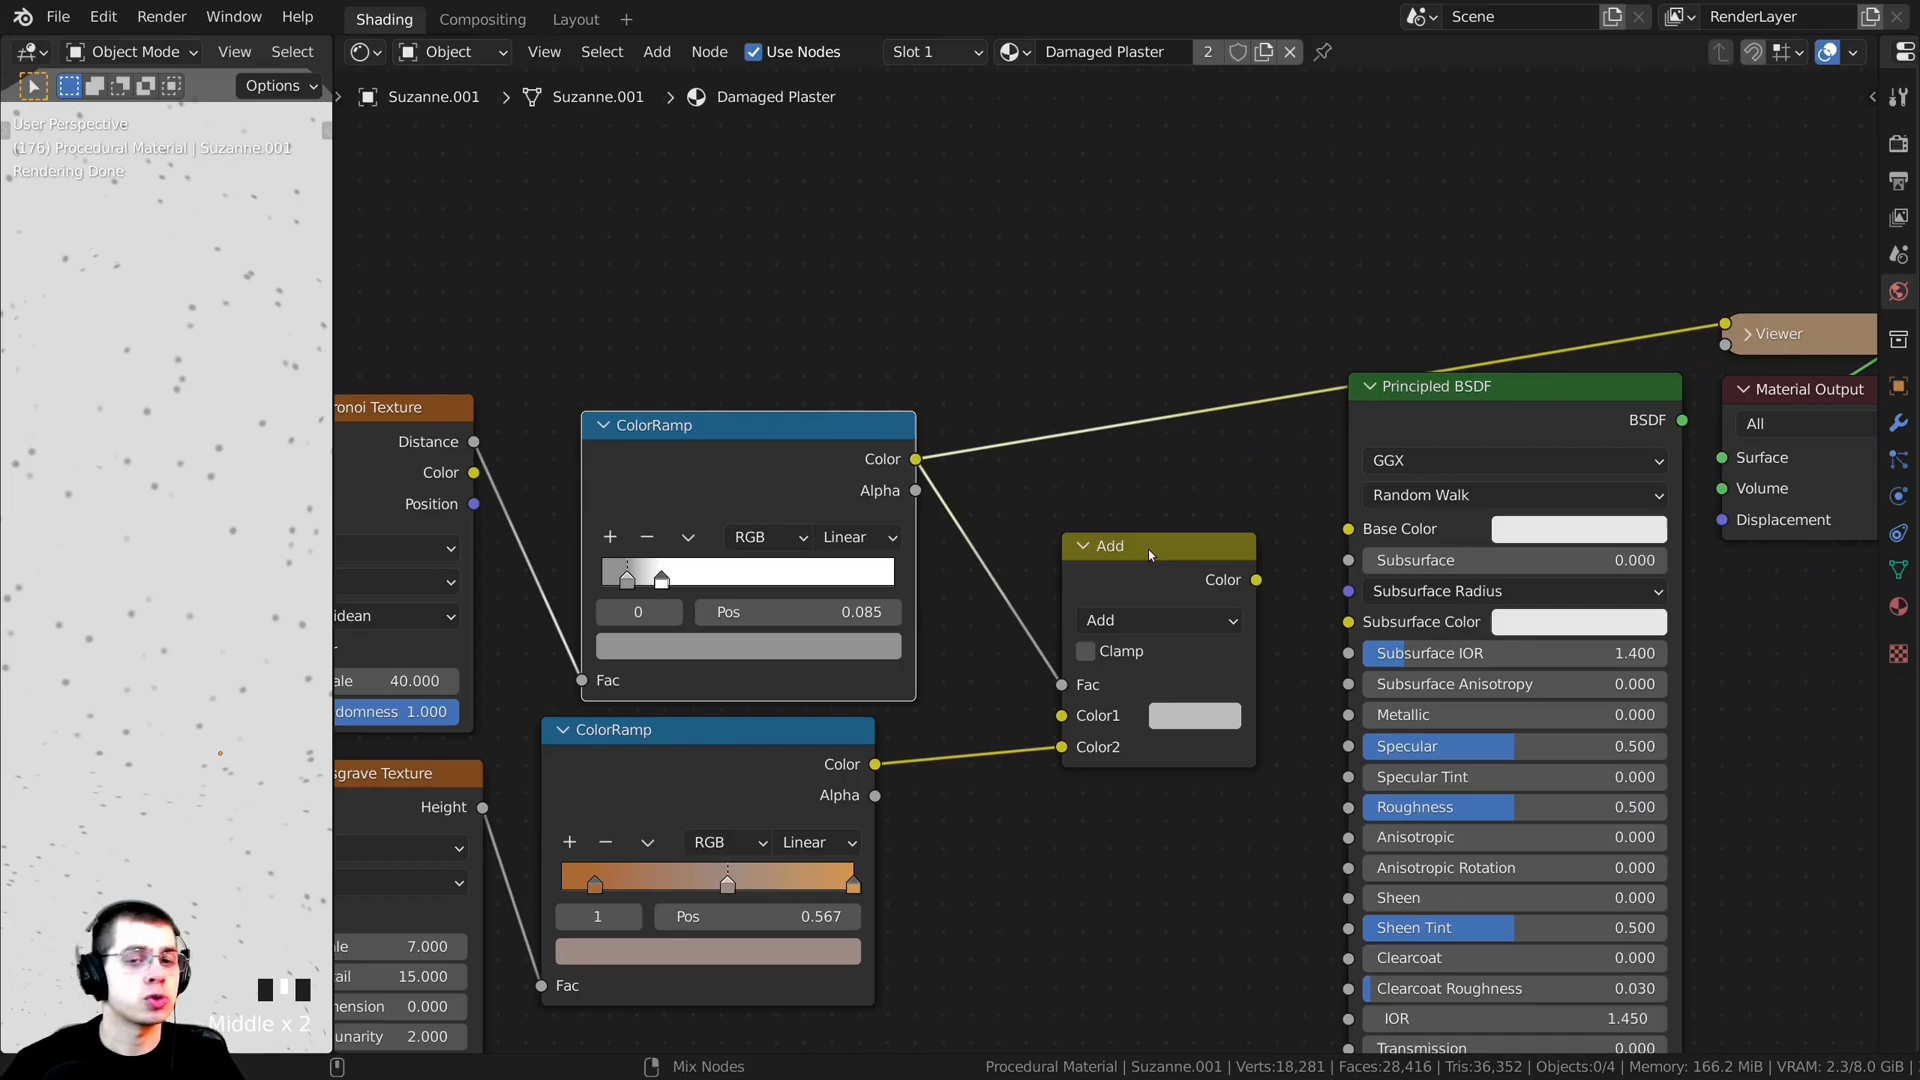 File Edit Render Window Help Shading Compositing Layout + Scene RenderLayer
Object Mode View Select Object View Select Add Node Use Nodes Slot 1 Damaged Plaster 2
Options
Suzanne.001 > Suzanne.001 > Damaged Plaster
User Perspective
(176) Procedural Material | Suzanne.001
Rendering Done
Viewer
Principled BSDF
Material Output
BSDF
All
GGX
Surface
Random Walk
Volume
Base Color
Displacement
Subsurface 0.000
Subsurface Radius
Subsurface Color
Subsurface IOR 1.400
Subsurface Anisotropy 0.000
Metallic 0.000
Specular 0.500
Specular Tint 0.000
Roughness 0.500
Anisotropic 0.000
Anisotropic Rotation 0.000
Sheen 0.000
Sheen Tint 0.500
Clearcoat 0.000
Clearcoat Roughness 0.030
IOR 1.450
Transmission 0.000
onoi Texture
Distance
Color
Position
idean
ale 40.000
domness 1.000
ColorRamp
Color
Alpha
RGB Linear
0 Pos 0.085
Fac
Add
Color
Add
Clamp
Fac
Color1
Color2
sgrave Texture
Height
ale 7.000
ail 15.000
nension 0.000
unarity 2.000
ColorRamp
Color
Alpha
RGB Linear
1 Pos 0.567
Fac
Middle x 2
Mix Nodes
Procedural Material | Suzanne.001 | Verts:18,281 | Faces:28,416 | Tris:36,352 | Objects:0/4 | Memory: 166.2 MiB | VRAM: 2.3/8.0 GiB |